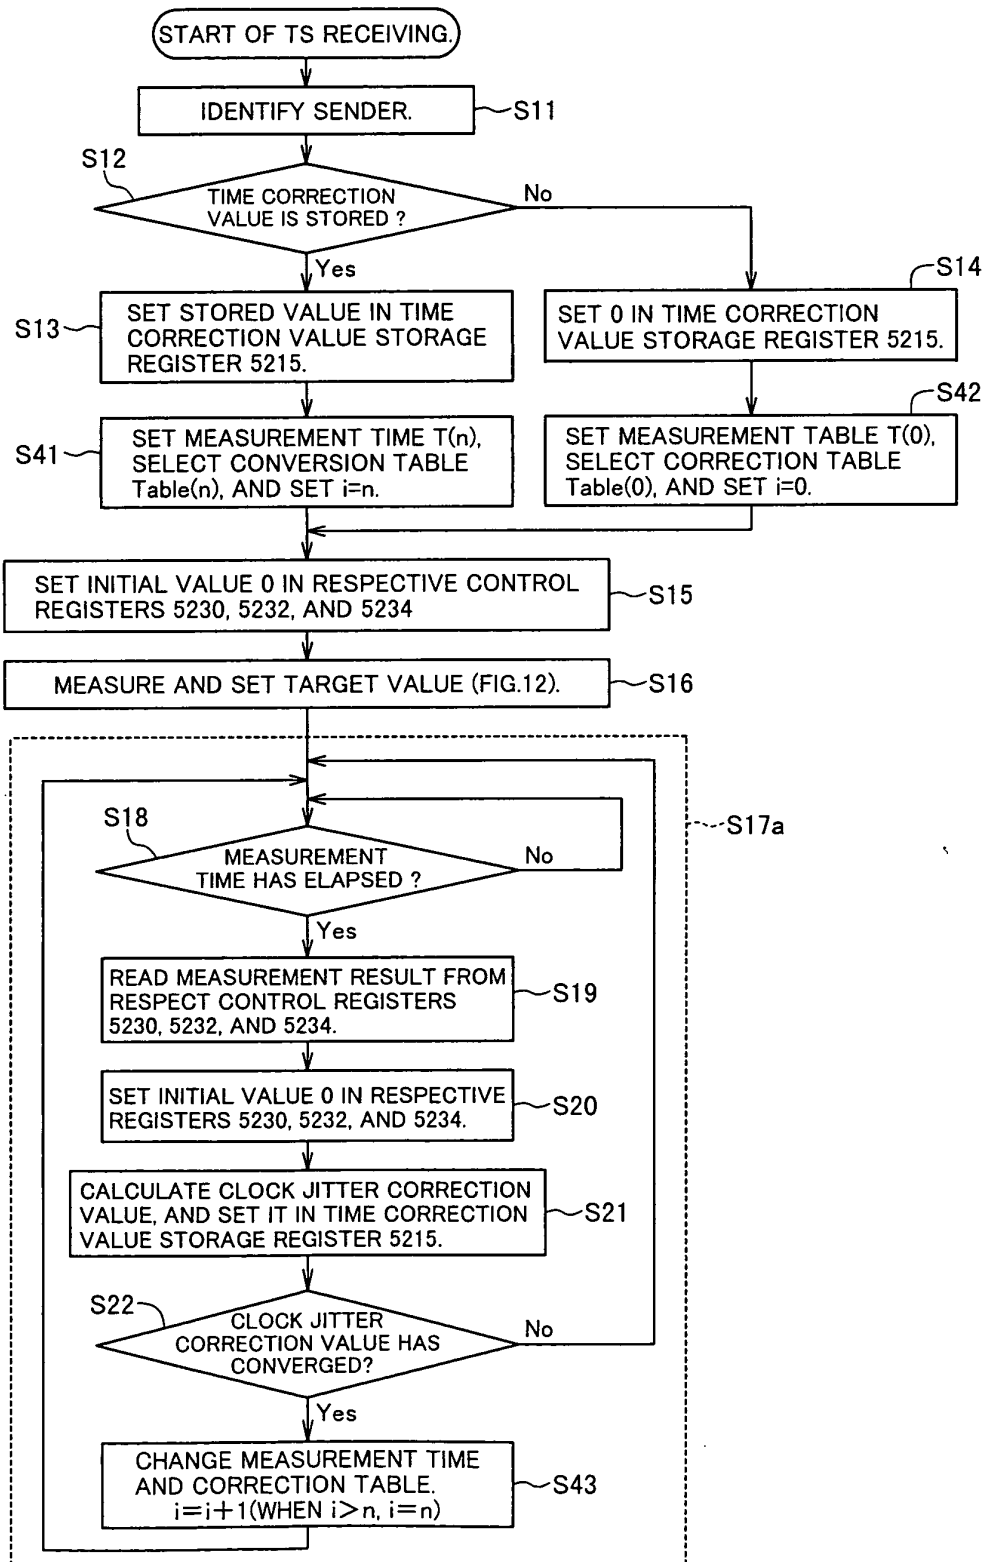 START OF TS RECEIVING.
IDENTIFY SENDER.
S11
S12
TIME CORRECTION
VALUE IS STORED ?
No
Yes
S13
SET STORED VALUE IN TIME
CORRECTION VALUE STORAGE
REGISTER 5215.
S14
SET 0 IN TIME CORRECTION
VALUE STORAGE REGISTER 5215.
S41
SET MEASUREMENT TIME T(n),
SELECT CONVERSION TABLE
Table(n), AND SET i=n.
S42
SET MEASUREMENT TABLE T(0),
SELECT CORRECTION TABLE
Table(0), AND SET i=0.
SET INITIAL VALUE 0 IN RESPECTIVE CONTROL
REGISTERS 5230, 5232, AND 5234
S15
MEASURE AND SET TARGET VALUE (FIG.12).
S16
S17a
S18
MEASUREMENT
TIME HAS ELAPSED ?
No
Yes
READ MEASUREMENT RESULT FROM
RESPECT CONTROL REGISTERS
5230, 5232, AND 5234.
S19
SET INITIAL VALUE 0 IN RESPECTIVE
REGISTERS 5230, 5232, AND 5234.
S20
CALCULATE CLOCK JITTER CORRECTION
VALUE, AND SET IT IN TIME CORRECTION
VALUE STORAGE REGISTER 5215.
S21
S22
CLOCK JITTER
CORRECTION VALUE HAS
CONVERGED?
No
Yes
CHANGE MEASUREMENT TIME
AND CORRECTION TABLE.
i=i+1(WHEN i>n, i=n)
S43